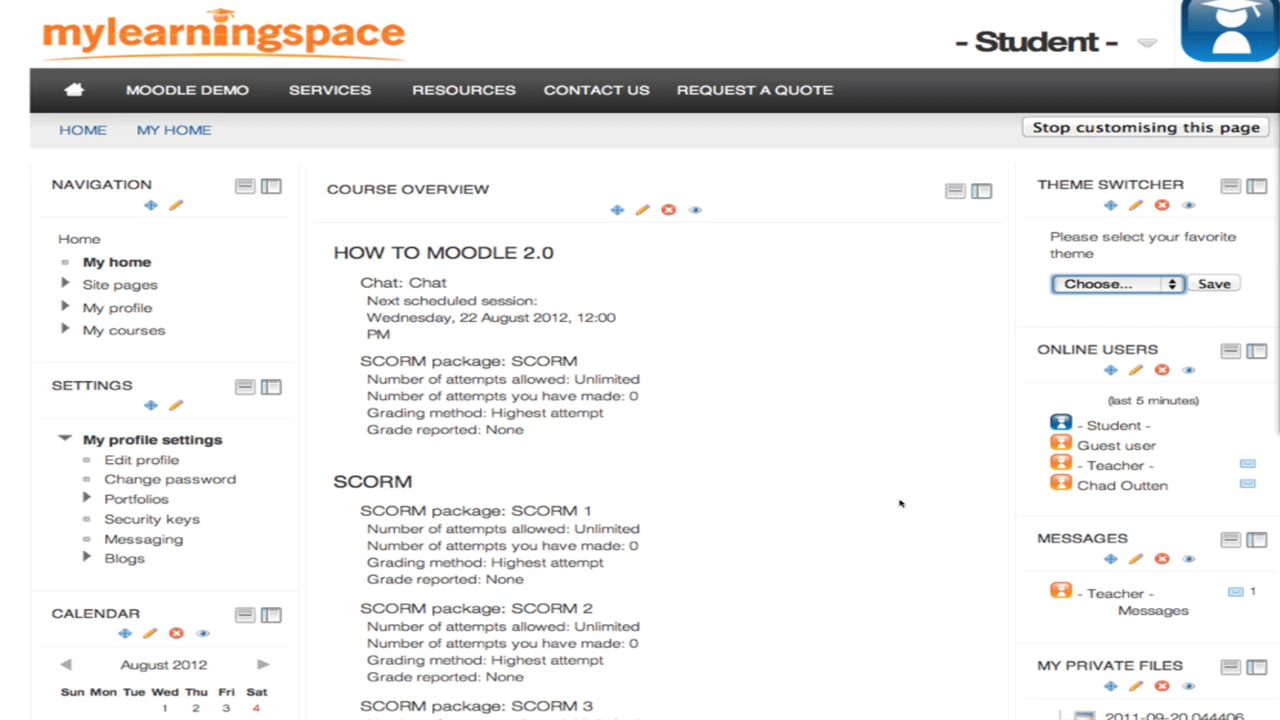 mylearningspace
- Student -
MOODLE DEMO SERVICES RESOURCES CONTACT US REQUEST A QUOTE
HOME MY HOME
Stop customising this page
NAVIGATION
Home
My home
Site pages
My profile
My courses
SETTINGS
My profile settings
Edit profile
Change password
Portfolios
Security keys
Messaging
Blogs
CALENDAR
August 2012
Sun Mon Tue Wed Thu Fri Sat
1 2 3 4
COURSE OVERVIEW
HOW TO MOODLE 2.0
Chat: Chat
Next scheduled session:
Wednesday, 22 August 2012, 12:00
PM
SCORM package: SCORM
Number of attempts allowed: Unlimited
Number of attempts you have made: 0
Grading method: Highest attempt
Grade reported: None
SCORM
SCORM package: SCORM 1
Number of attempts allowed: Unlimited
Number of attempts you have made: 0
Grading method: Highest attempt
Grade reported: None
SCORM package: SCORM 2
Number of attempts allowed: Unlimited
Number of attempts you have made: 0
Grading method: Highest attempt
Grade reported: None
SCORM package: SCORM 3
THEME SWITCHER
Please select your favorite
theme
Choose... Save
ONLINE USERS
(last 5 minutes)
- Student -
Guest user
- Teacher -
Chad Outten
MESSAGES
- Teacher - 1
Messages
MY PRIVATE FILES
2011-09-20 044406